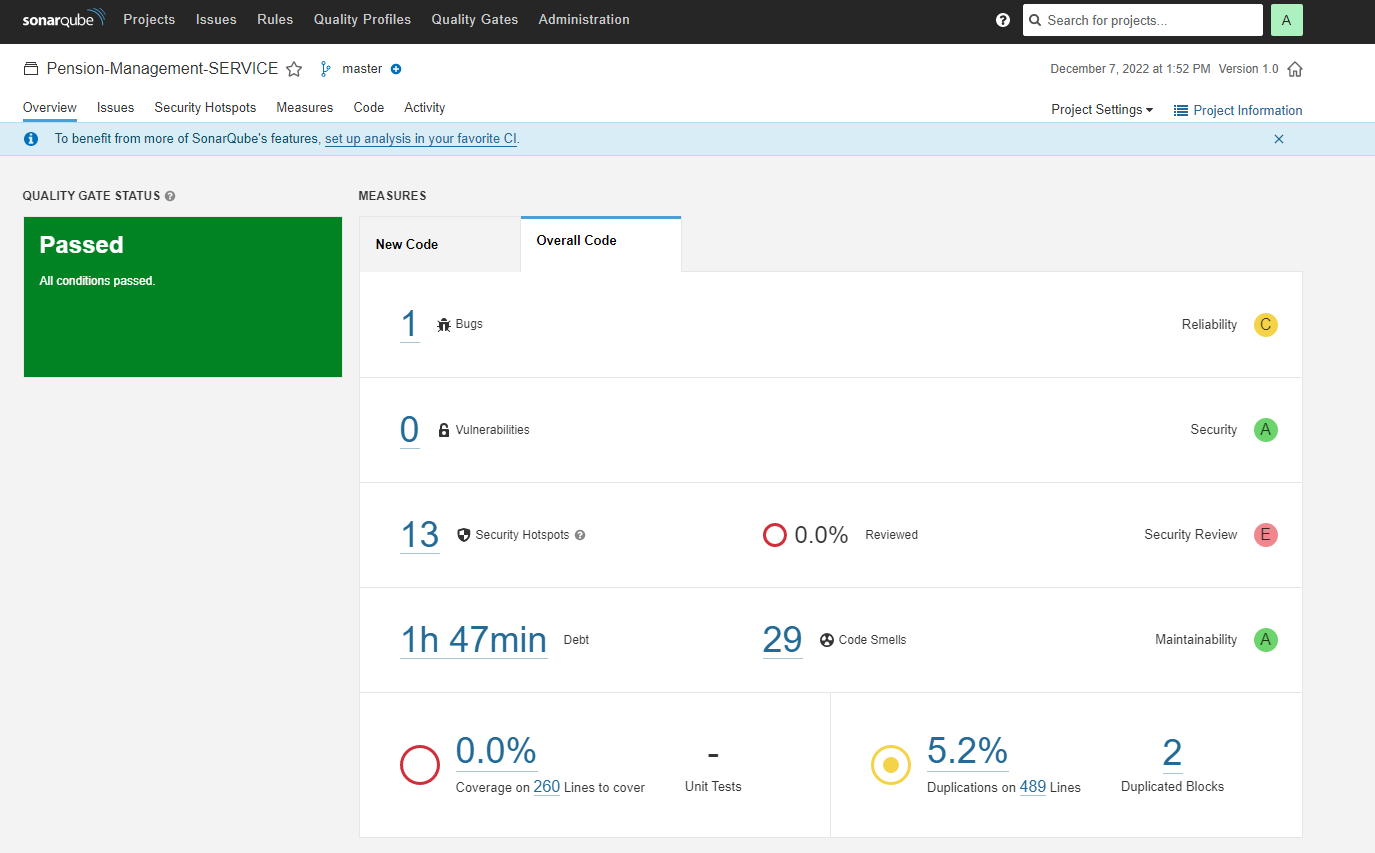 sonarqube Projects Issues Rules Quality Profiles Quality Gates Administration Search for projects... A
Pension-Management-SERVICE master December 7, 2022 at 1:52 PM Version 1.0
Overview Issues Security Hotspots Measures Code Activity Project Settings Project Information
To benefit from more of SonarQube's features, set up analysis in your favorite CI.
QUALITY GATE STATUS MEASURES
Passed
All conditions passed.
New Code Overall Code
1 Bugs Reliability C
0 Vulnerabilities Security A
13 Security Hotspots 0.0% Reviewed Security Review E
1h 47min Debt 29 Code Smells Maintainability A
0.0% - 5.2% 2
Coverage on 260 Lines to cover Unit Tests Duplications on 489 Lines Duplicated Blocks